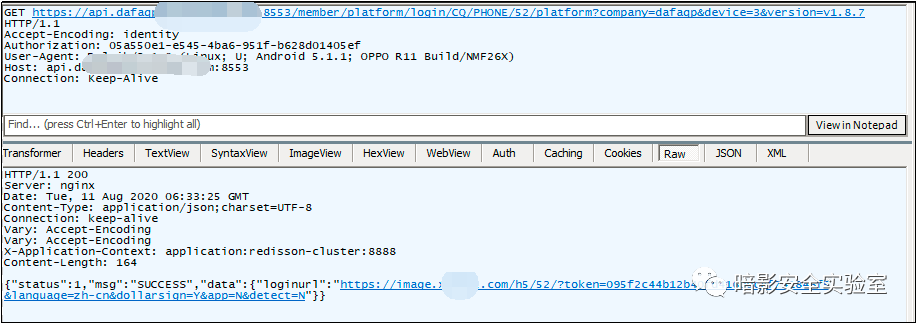 GET https://api.dafaqp :8553/member/platform/login/CQ/PHONE/52/platform?company=dafaqp&device=3&version=v1.8.7
HTTP/1.1
Accept-Encoding: identity
Authorization: 05a550e1-e545-4ba6-951f-b628d01405ef
User-Agent: (Linux; U; Android 5.1.1; OPPO R11 Build/NMF26X)
Host: api.da :8553
Connection: Keep-Alive
Find... (press Ctrl+Enter to highlight all)
View in Notepad
Transformer Headers TextView SyntaxView ImageView HexView WebView Auth Caching Cookies Raw JSON XML
HTTP/1.1 200
Server: nginx
Date: Tue, 11 Aug 2020 06:33:25 GMT
Content-Type: application/json;charset=UTF-8
Connection: keep-alive
Vary: Accept-Encoding
Vary: Accept-Encoding
X-Application-Context: application:redisson-cluster:8888
Content-Length: 164
{"status":1,"msg":"SUCCESS","data":{"loginurl":"https://image.x .com/h5/52/?token=095f2c44b12b4
&language=zh-cn&dollarsign=Y&app=N&detect=N"}}
暗影安全实验室